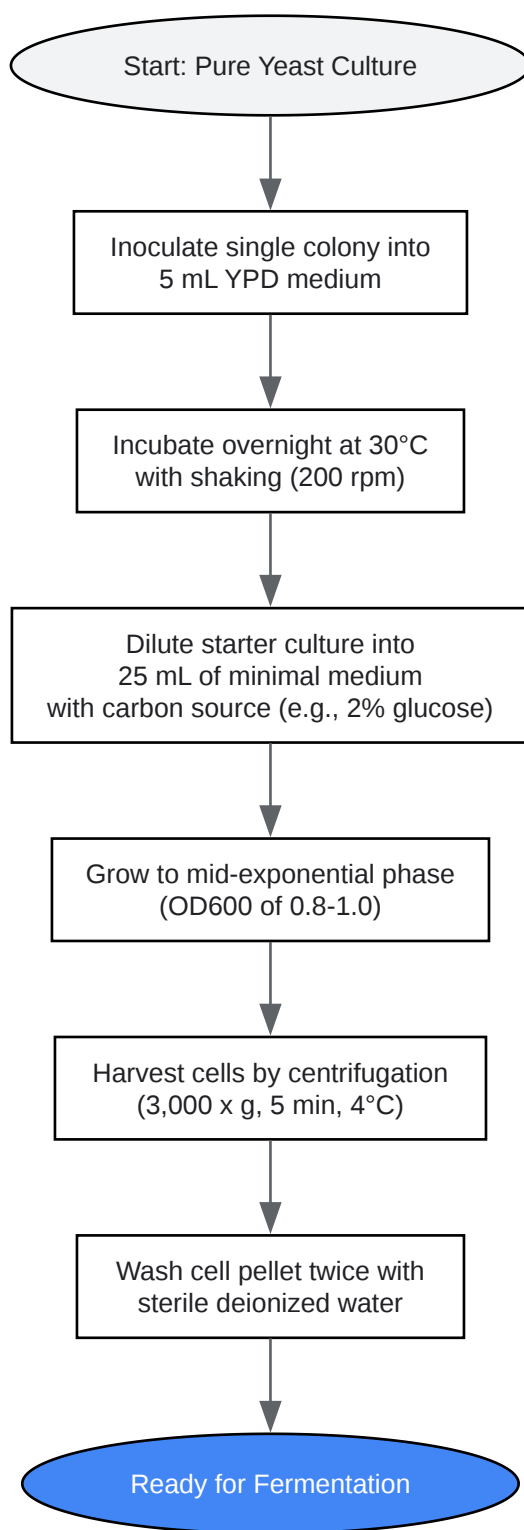 Start: Pure Yeast Culture
Inoculate single colony into
5 mL YPD medium
Incubate overnight at 30°C
with shaking (200 rpm)
Dilute starter culture into
25 mL of minimal medium
with carbon source (e.g., 2% glucose)
Grow to mid-exponential phase
(OD600 of 0.8-1.0)
Harvest cells by centrifugation
(3,000 x g, 5 min, 4°C)
Wash cell pellet twice with
sterile deionized water
Ready for Fermentation